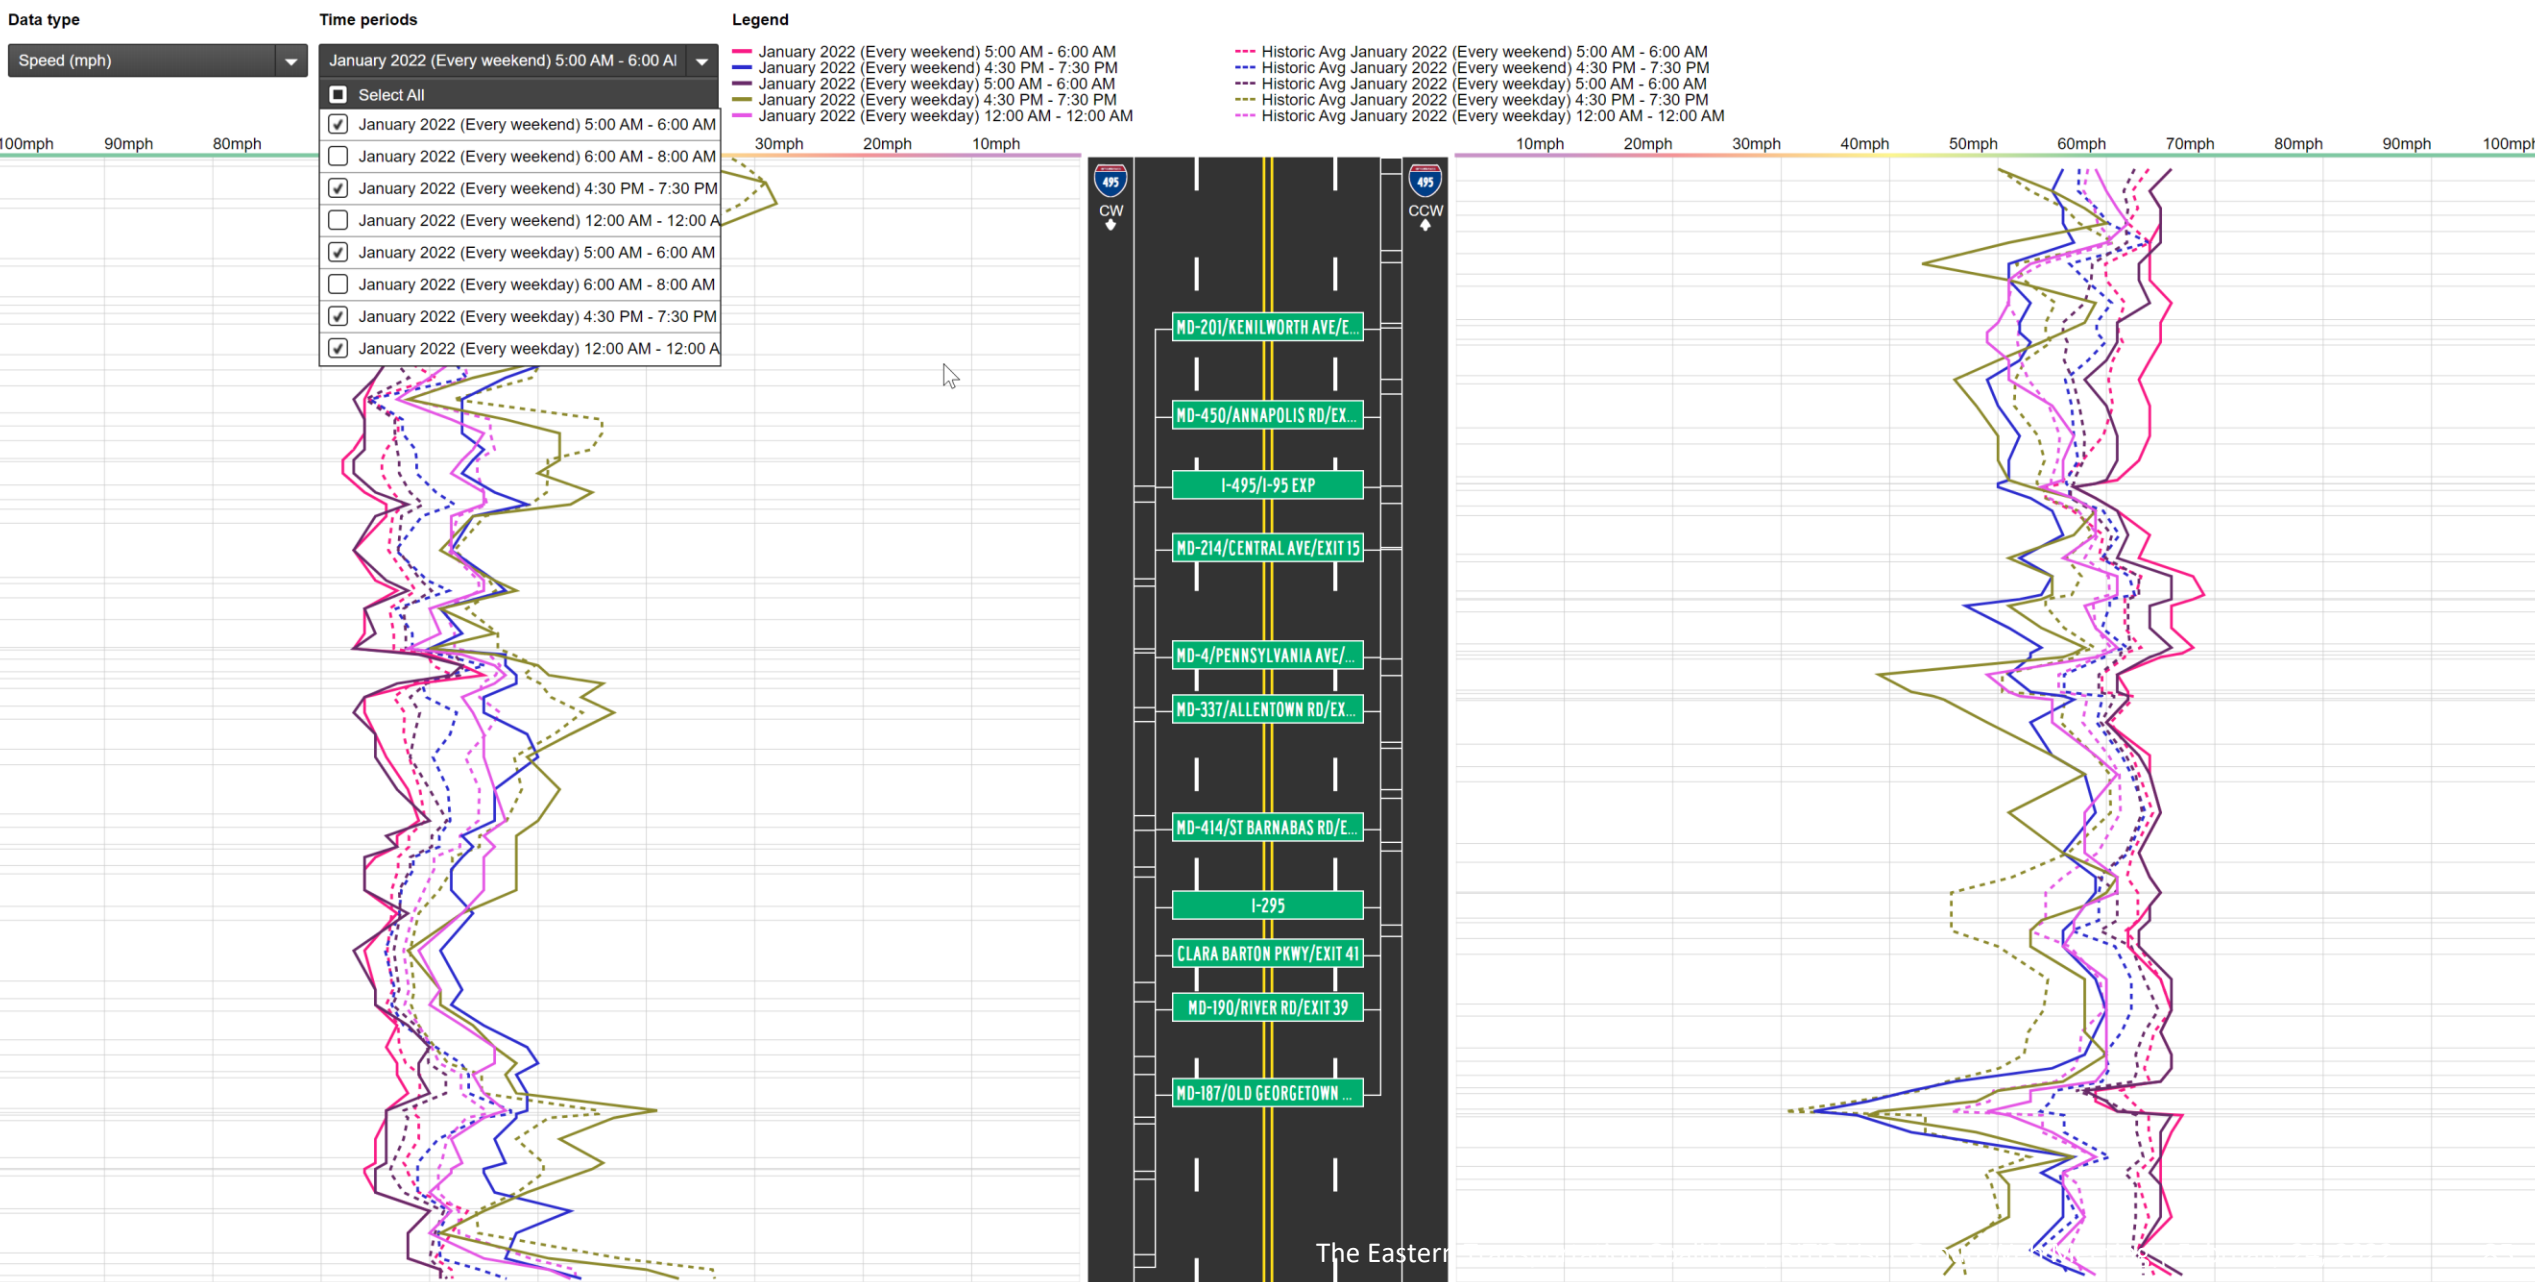 Data type
Time periods
Legend
Speed (mph)
January 2022 (Every weekend) 5:00 AM - 6:00 AI
Select All
January 2022 (Every weekend) 5:00 AM - 6:00 AM
January 2022 (Every weekend) 6:00 AM - 8:00 AM
January 2022 (Every weekend) 4:30 PM - 7:30 PM
January 2022 (Every weekend) 12:00 AM - 12:00 A
January 2022 (Every weekday) 5:00 AM - 6:00 AM
January 2022 (Every weekday) 6:00 AM - 8:00 AM
January 2022 (Every weekday) 4:30 PM - 7:30 PM
January 2022 (Every weekday) 12:00 AM - 12:00 A
January 2022 (Every weekend) 5:00 AM - 6:00 AM
January 2022 (Every weekend) 4:30 PM - 7:30 PM
January 2022 (Every weekday) 5:00 AM - 6:00 AM
January 2022 (Every weekday) 4:30 PM - 7:30 PM
January 2022 (Every weekday) 12:00 AM - 12:00 AM
Historic Avg January 2022 (Every weekend) 5:00 AM - 6:00 AM
Historic Avg January 2022 (Every weekend) 4:30 PM - 7:30 PM
Historic Avg January 2022 (Every weekday) 5:00 AM - 6:00 AM
Historic Avg January 2022 (Every weekday) 4:30 PM - 7:30 PM
Historic Avg January 2022 (Every weekday) 12:00 AM - 12:00 AM
100mph 90mph 80mph 30mph 20mph 10mph
10mph 20mph 30mph 40mph 50mph 60mph 70mph 80mph 90mph 100mph
495
CW
495
CCW
MD-201/KENILWORTH AVE/E...
MD-450/ANNAPOLIS RD/EX...
I-495/I-95 EXP
MD-214/CENTRAL AVE/EXIT 15
MD-4/PENNSYLVANIA AVE/...
MD-337/ALLENTOWN RD/EX...
MD-414/ST BARNABAS RD/E...
I-295
CLARA BARTON PKWY/EXIT 41
MD-190/RIVER RD/EXIT 39
MD-187/OLD GEORGETOWN ...
The Eastern